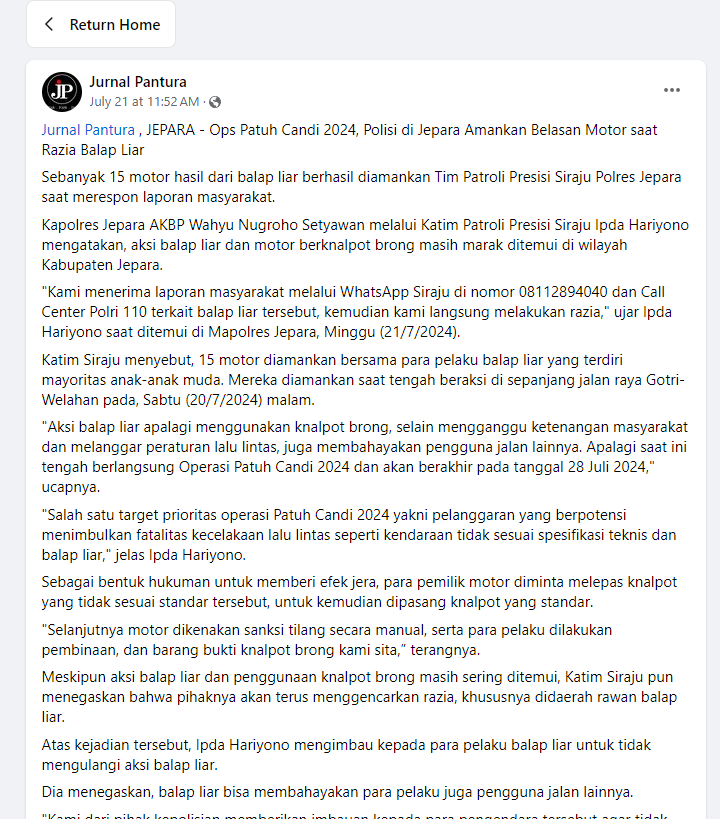 Return Home
JP
Jurnal Pantura
July 21 at 11:52 AM ·
Jurnal Pantura , JEPARA - Ops Patuh Candi 2024, Polisi di Jepara Amankan Belasan Motor saat
Razia Balap Liar
Sebanyak 15 motor hasil dari balap liar berhasil diamankan Tim Patroli Presisi Siraju Polres Jepara
saat merespon laporan masyarakat.
Kapolres Jepara AKBP Wahyu Nugroho Setyawan melalui Katim Patroli Presisi Siraju Ipda Hariyono
mengatakan, aksi balap liar dan motor berknalpot brong masih marak ditemui di wilayah
Kabupaten Jepara.
"Kami menerima laporan masyarakat melalui WhatsApp Siraju di nomor 08112894040 dan Call
Center Polri 110 terkait balap liar tersebut, kemudian kami langsung melakukan razia," ujar Ipda
Hariyono saat ditemui di Mapolres Jepara, Minggu (21/7/2024).
Katim Siraju menyebut, 15 motor diamankan bersama para pelaku balap liar yang terdiri
mayoritas anak-anak muda. Mereka diamankan saat tengah beraksi di sepanjang jalan raya Gotri-
Welahan pada, Sabtu (20/7/2024) malam.
"Aksi balap liar apalagi menggunakan knalpot brong, selain mengganggu ketenangan masyarakat
dan melanggar peraturan lalu lintas, juga membahayakan pengguna jalan lainnya. Apalagi saat ini
tengah berlangsung Operasi Patuh Candi 2024 dan akan berakhir pada tanggal 28 Juli 2024,"
ucapnya.
"Salah satu target prioritas operasi Patuh Candi 2024 yakni pelanggaran yang berpotensi
menimbulkan fatalitas kecelakaan lalu lintas seperti kendaraan tidak sesuai spesifikasi teknis dan
balap liar," jelas Ipda Hariyono.
Sebagai bentuk hukuman untuk memberi efek jera, para pemilik motor diminta melepas knalpot
yang tidak sesuai standar tersebut, untuk kemudian dipasang knalpot yang standar.
"Selanjutnya motor dikenakan sanksi tilang secara manual, serta para pelaku dilakukan
pembinaan, dan barang bukti knalpot brong kami sita," terangnya.
Meskipun aksi balap liar dan penggunaan knalpot brong masih sering ditemui, Katim Siraju pun
menegaskan bahwa pihaknya akan terus menggencarkan razia, khususnya didaerah rawan balap
liar.
Atas kejadian tersebut, Ipda Hariyono mengimbau kepada para pelaku balap liar untuk tidak
mengulangi aksi balap liar.
Dia menegaskan, balap liar bisa membahayakan para pelaku juga pengguna jalan lainnya.
"Kami dari pihak kepolisian memberikan imbauan kepada para pengendara tersebut agar tidak